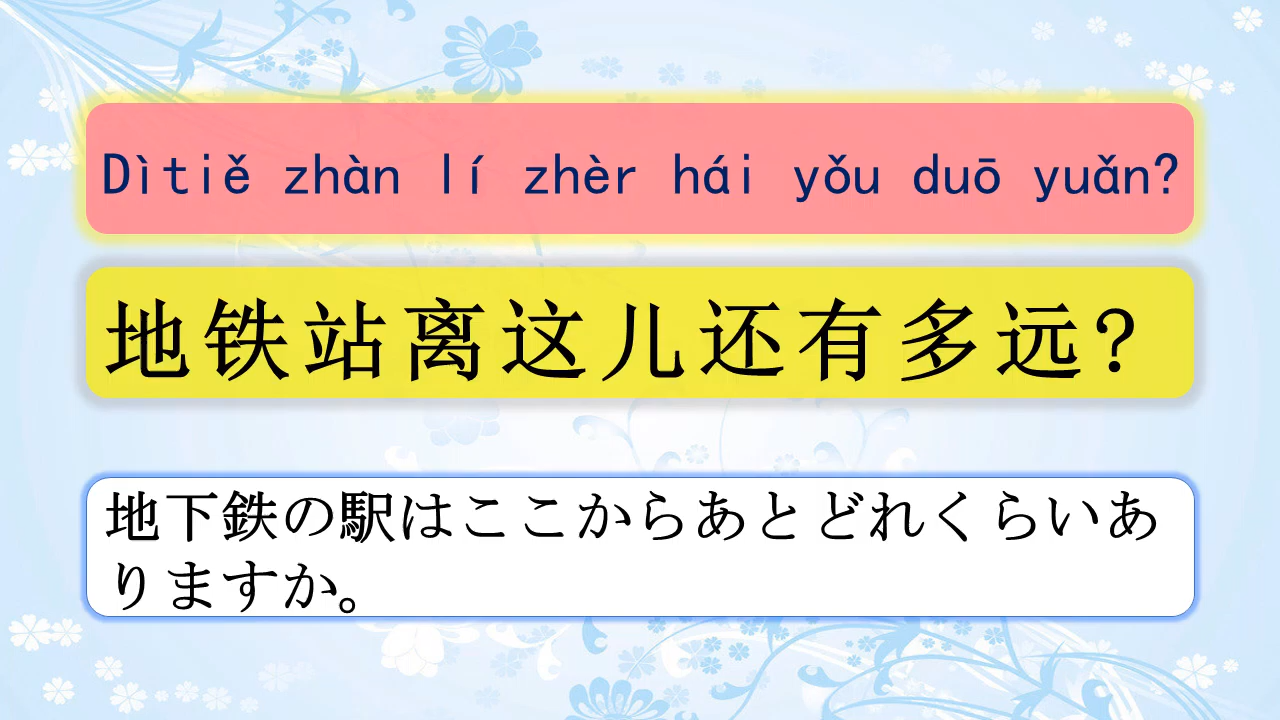 Dìtiě zhàn lí zhèr hái yǒu duō yuǎn?
地铁站离这儿还有多远?
地下鉄の駅はここからあとどれくらいあ
りますか。